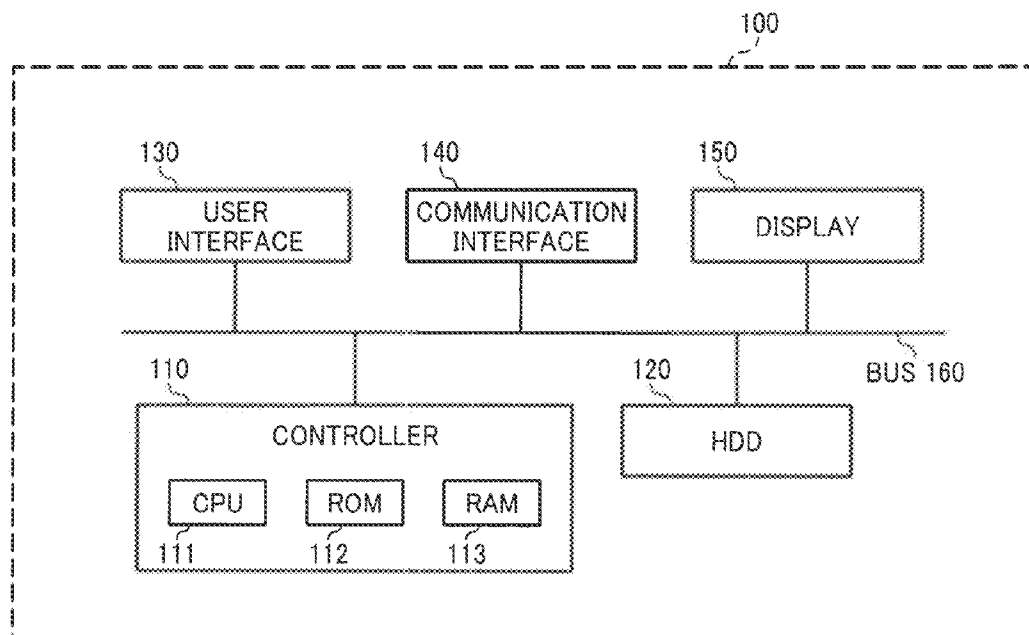 100
130
140
150
USER
INTERFACE
COMMUNICATION
INTERFACE
DISPLAY
BUS 160
110
120
CONTROLLER
HDD
CPU
ROM
RAM
111
112
113